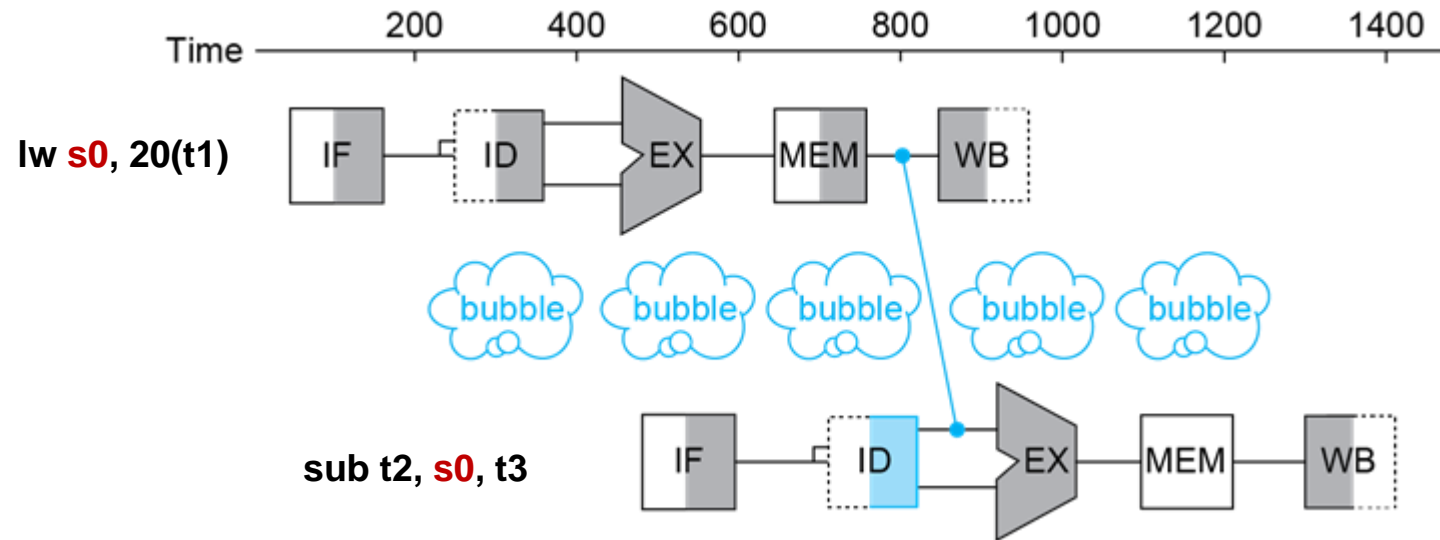 200 400 600 800 1000 1200 1400
Time
lw s0, 20(t1)
IF ID EX MEM WB
bubble bubble bubble bubble bubble
sub t2, s0, t3
IF ID EX MEM WB